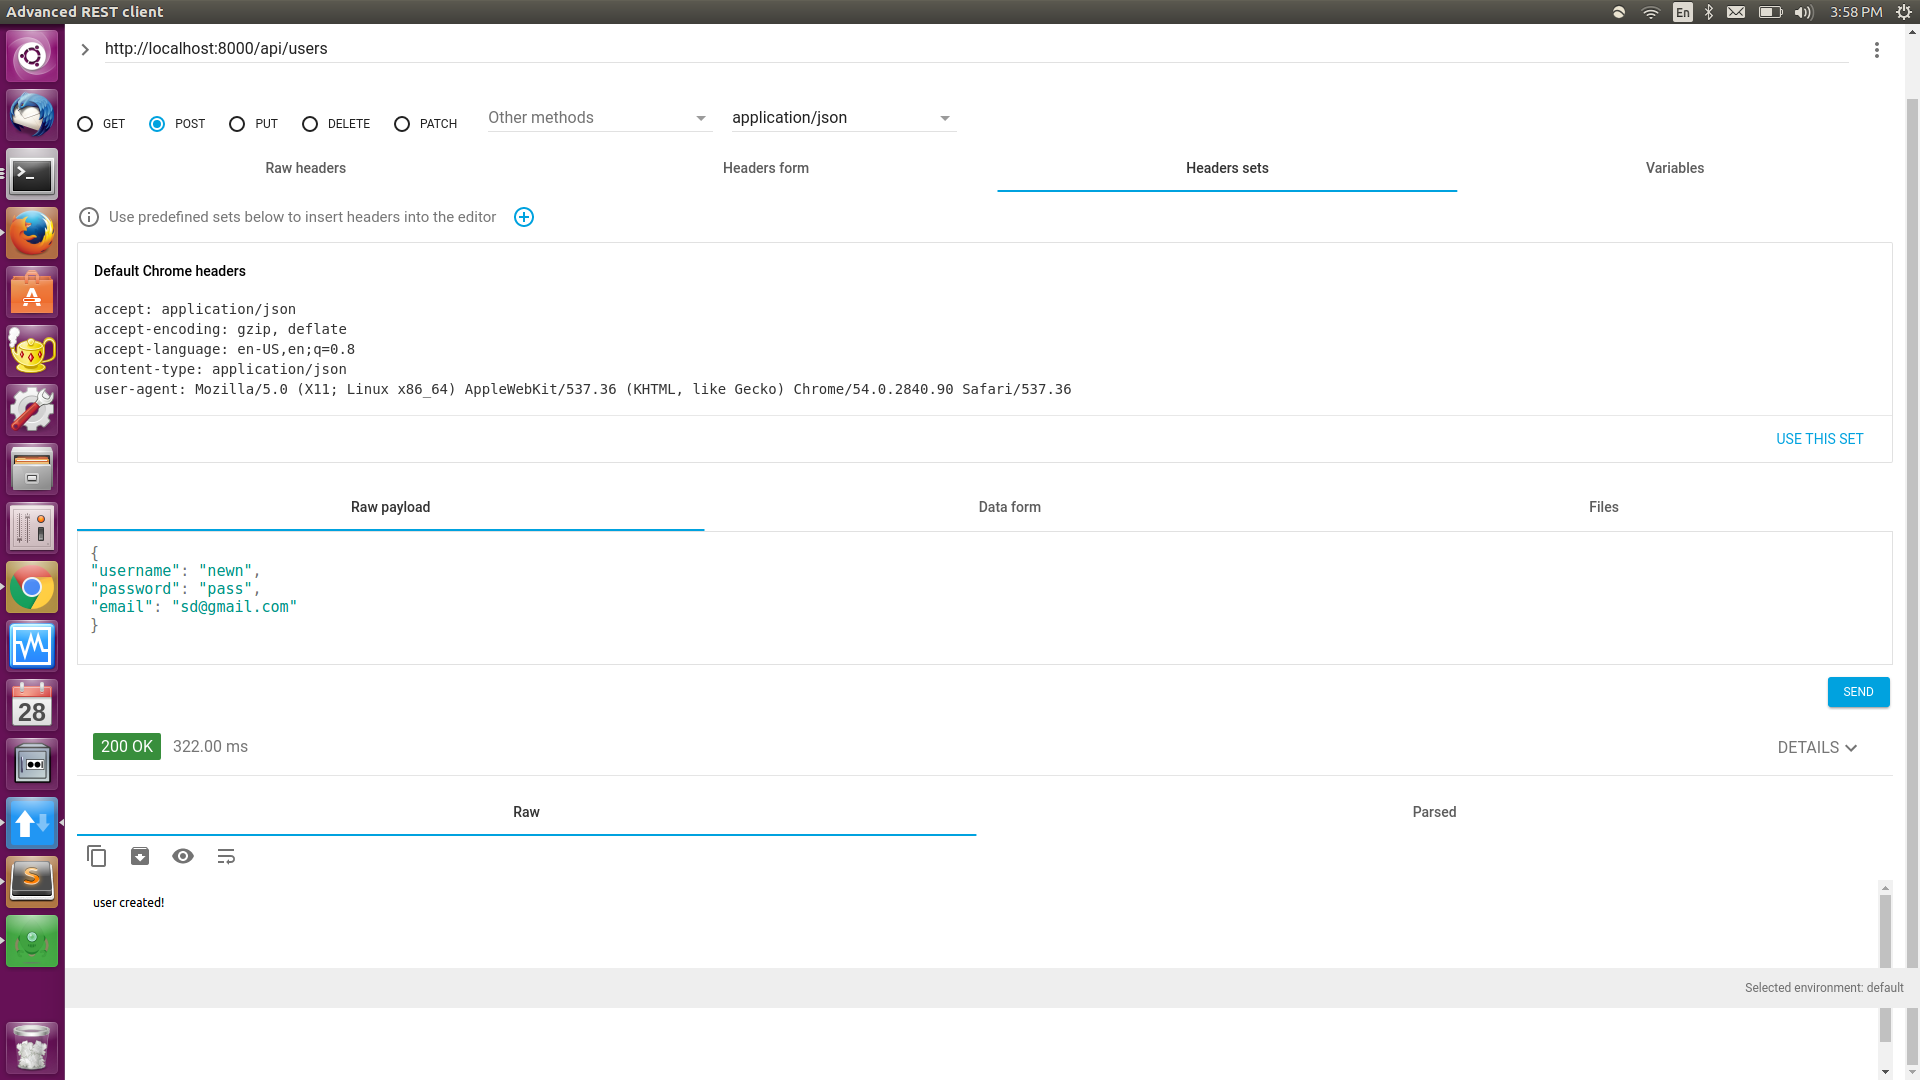 Advanced REST client
En
3:58 PM
http://localhost:8000/api/users
GET POST PUT DELETE PATCH Other methods application/json
Raw headers Headers form Headers sets Variables
Use predefined sets below to insert headers into the editor
Default Chrome headers
accept: application/json
accept-encoding: gzip, deflate
accept-language: en-US,en;q=0.8
content-type: application/json
user-agent: Mozilla/5.0 (X11; Linux x86_64) AppleWebKit/537.36 (KHTML, like Gecko) Chrome/54.0.2840.90 Safari/537.36
USE THIS SET
Raw payload Data form Files
{
"username": "newn",
"password": "pass",
"email": "sd@gmail.com"
}
SEND
28
200 OK 322.00 ms DETAILS
Raw Parsed
user created!
Selected environment: default